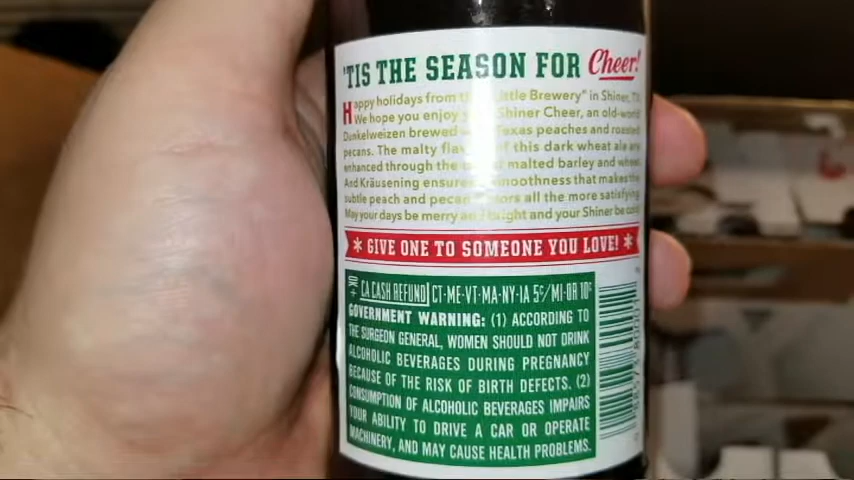 'TIS THE SEASON FOR Cheer!
Happy holidays from Little Brewery" in Shiner,
We hope you enjoy Shiner Cheer, an old-world
Dunkelweizen brewed Texas peaches and roasted
pecans. The malty of this dark wheat ale are
enhanced through the malted barley and wheat.
And Kräusening ensures smoothness that makes the
subtle peach and pecan all the more satisfying.
May your days be merry and bright and your Shiner be cold
* GIVE ONE TO SOMEONE YOU LOVE! *
CA CASH REFUND CT-ME-VT-MA-NY-IA 5¢/MI-OR 10¢
GOVERNMENT WARNING: (1) ACCORDING TO
THE SURGEON GENERAL, WOMEN SHOULD NOT DRINK
ALCOHOLIC BEVERAGES DURING PREGNANCY
BECAUSE OF THE RISK OF BIRTH DEFECTS. (2)
CONSUMPTION OF ALCOHOLIC BEVERAGES IMPAIRS
YOUR ABILITY TO DRIVE A CAR OR OPERATE
MACHINERY, AND MAY CAUSE HEALTH PROBLEMS.